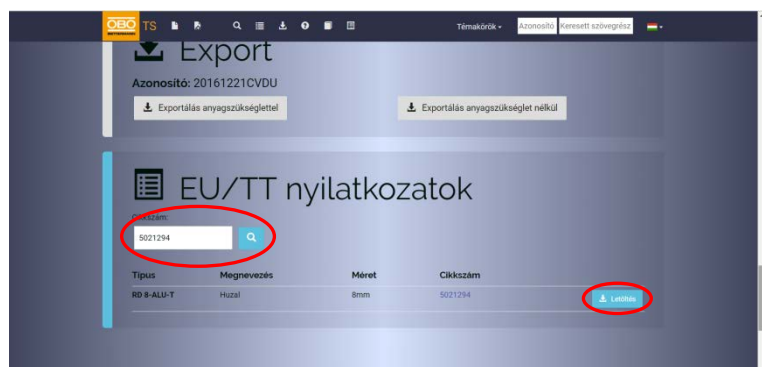 OBO TS Témakörök Azonosító Keresett szövegrész
BETTERMANN
Export
Azonosító: 20161221CVDU
Exportálás anyagszükséglettel Exportálás anyagszükséglet nélkül
EU/TT nyilatkozatok
Cikkszám:
5021294
Típus Megnevezés Méret Cikkszám
RD 8-ALU-T Huzal 8mm 5021294 Letöltés